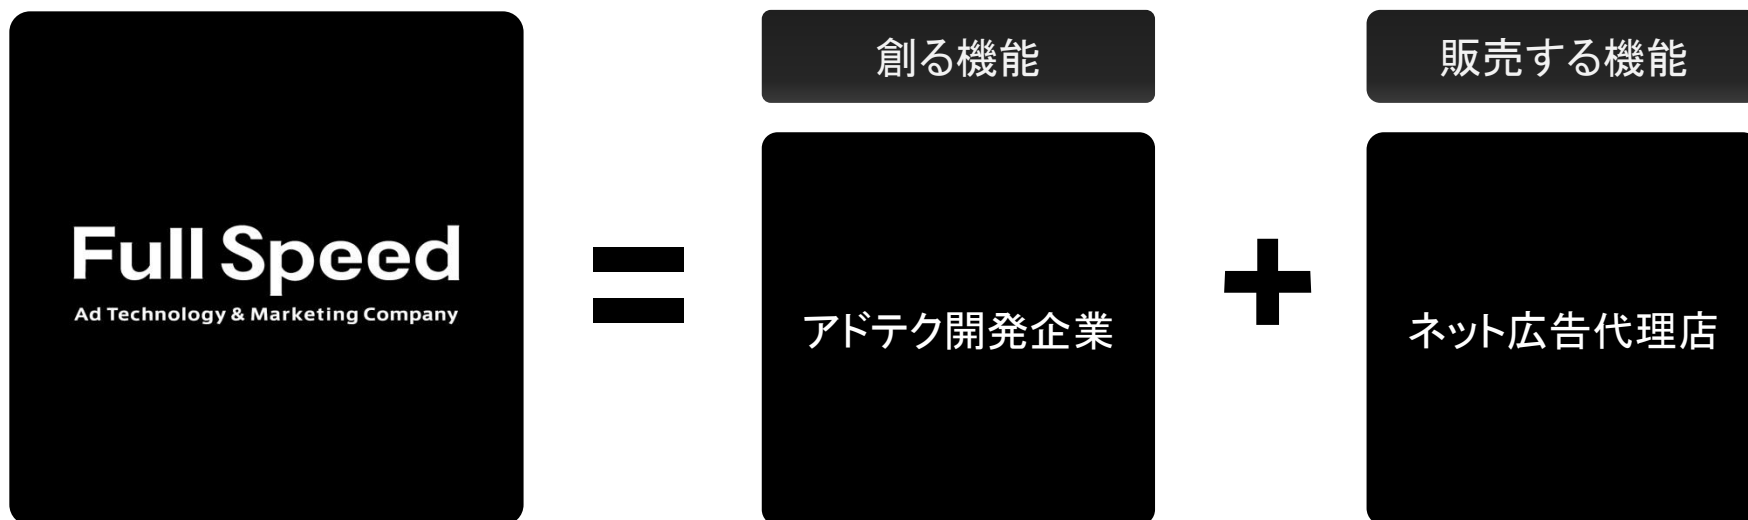 Full Speed
Ad Technology & Marketing Company
=
創る機能
アドテク開発企業
+
販売する機能
ネット広告代理店